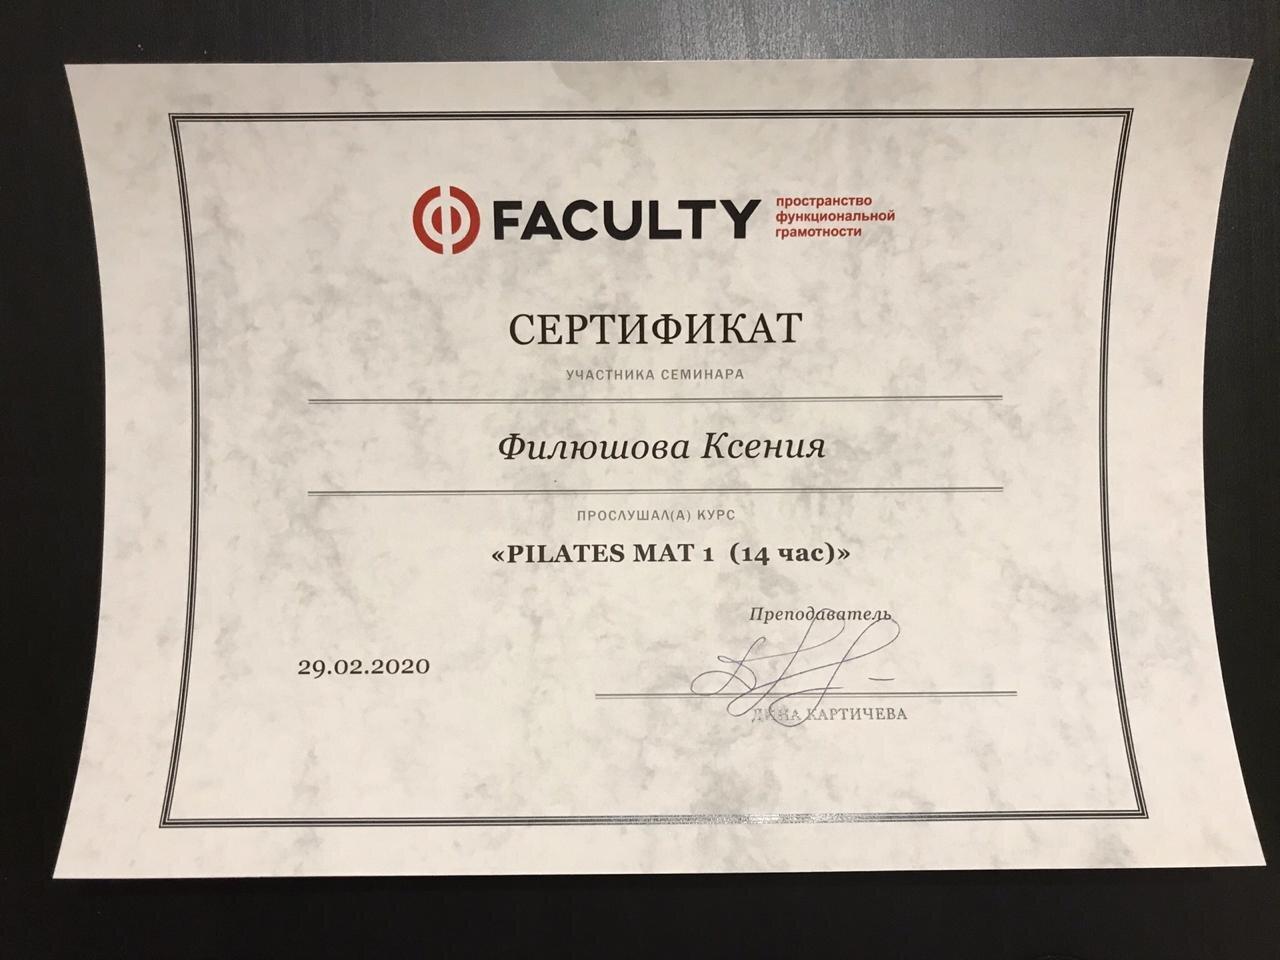 FACULTY
пространство
функциональной
грамотности
СЕРТИФИКАТ
УЧАСТНИКА СЕМИНАРА
Филюшова Ксения
ПРОСЛУШАЛ(А) КУРС
«PILATES MAT 1 (14 час)»
Преподаватель
29.02.2020
ДИНА КАРТИЧЕВА